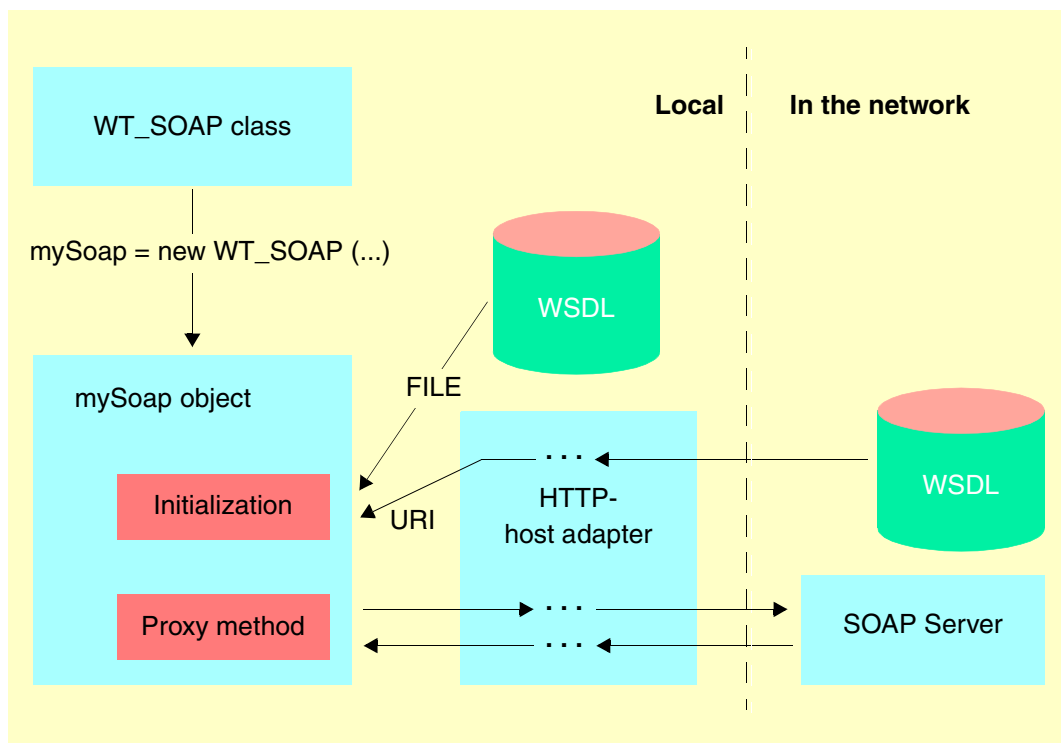 Local
In the network
WT_SOAP class
mySoap = new WT_SOAP (...)
WSDL
FILE
mySoap object
...
HTTP-
host adapter
WSDL
Initialization
URI
...
Proxy method
...
SOAP Server